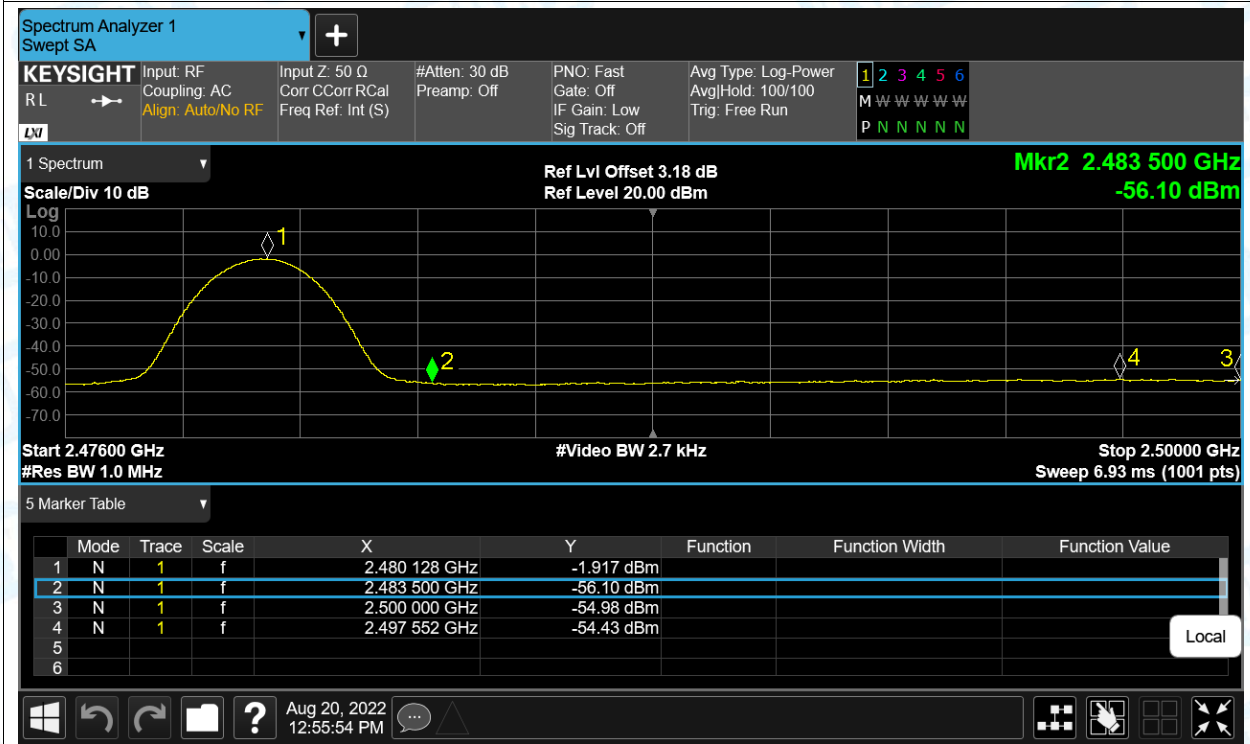 Spectrum Analyzer 1
Swept SA
+
KEYSIGHT
R L
LXI
Input: RF
Coupling: AC
Align: Auto/No RF
Input Z: 50 Ω
Corr CCorr RCal
Freq Ref: Int (S)
#Atten: 30 dB
Preamp: Off
PNO: Fast
Gate: Off
IF Gain: Low
Sig Track: Off
Avg Type: Log-Power
Avg|Hold: 100/100
Trig: Free Run
1 2 3 4 5 6
M W W W W W W
P N N N N N
1 Spectrum
Scale/Div 10 dB
Ref Lvl Offset 3.18 dB
Ref Level 20.00 dBm
Mkr2 2.483 500 GHz
-56.10 dBm
Log
10.0
0.00
-10.0
-20.0
-30.0
-40.0
-50.0
-60.0
-70.0
1
2
4
3
Start 2.47600 GHz
#Video BW 2.7 kHz
Stop 2.50000 GHz
#Res BW 1.0 MHz
Sweep 6.93 ms (1001 pts)
5 Marker Table
Mode Trace Scale X Y Function Function Width Function Value
1 N 1 f 2.480 128 GHz -1.917 dBm
2 N 1 f 2.483 500 GHz -56.10 dBm
3 N 1 f 2.500 000 GHz -54.98 dBm
4 N 1 f 2.497 552 GHz -54.43 dBm
5
6
Local
?
Aug 20, 2022
12:55:54 PM